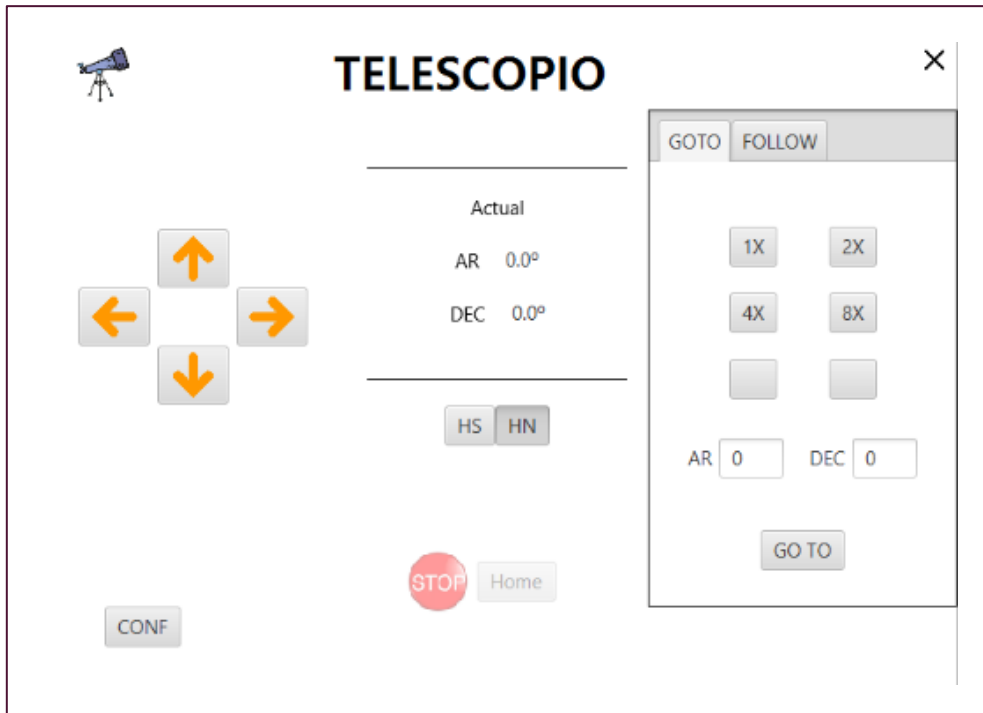 TELESCOPIO
GOTO FOLLOW
Actual
AR 0.0º
DEC 0.0º
HS HN
STOP Home
CONF
1X 2X
4X 8X
AR 0 DEC 0
GO TO